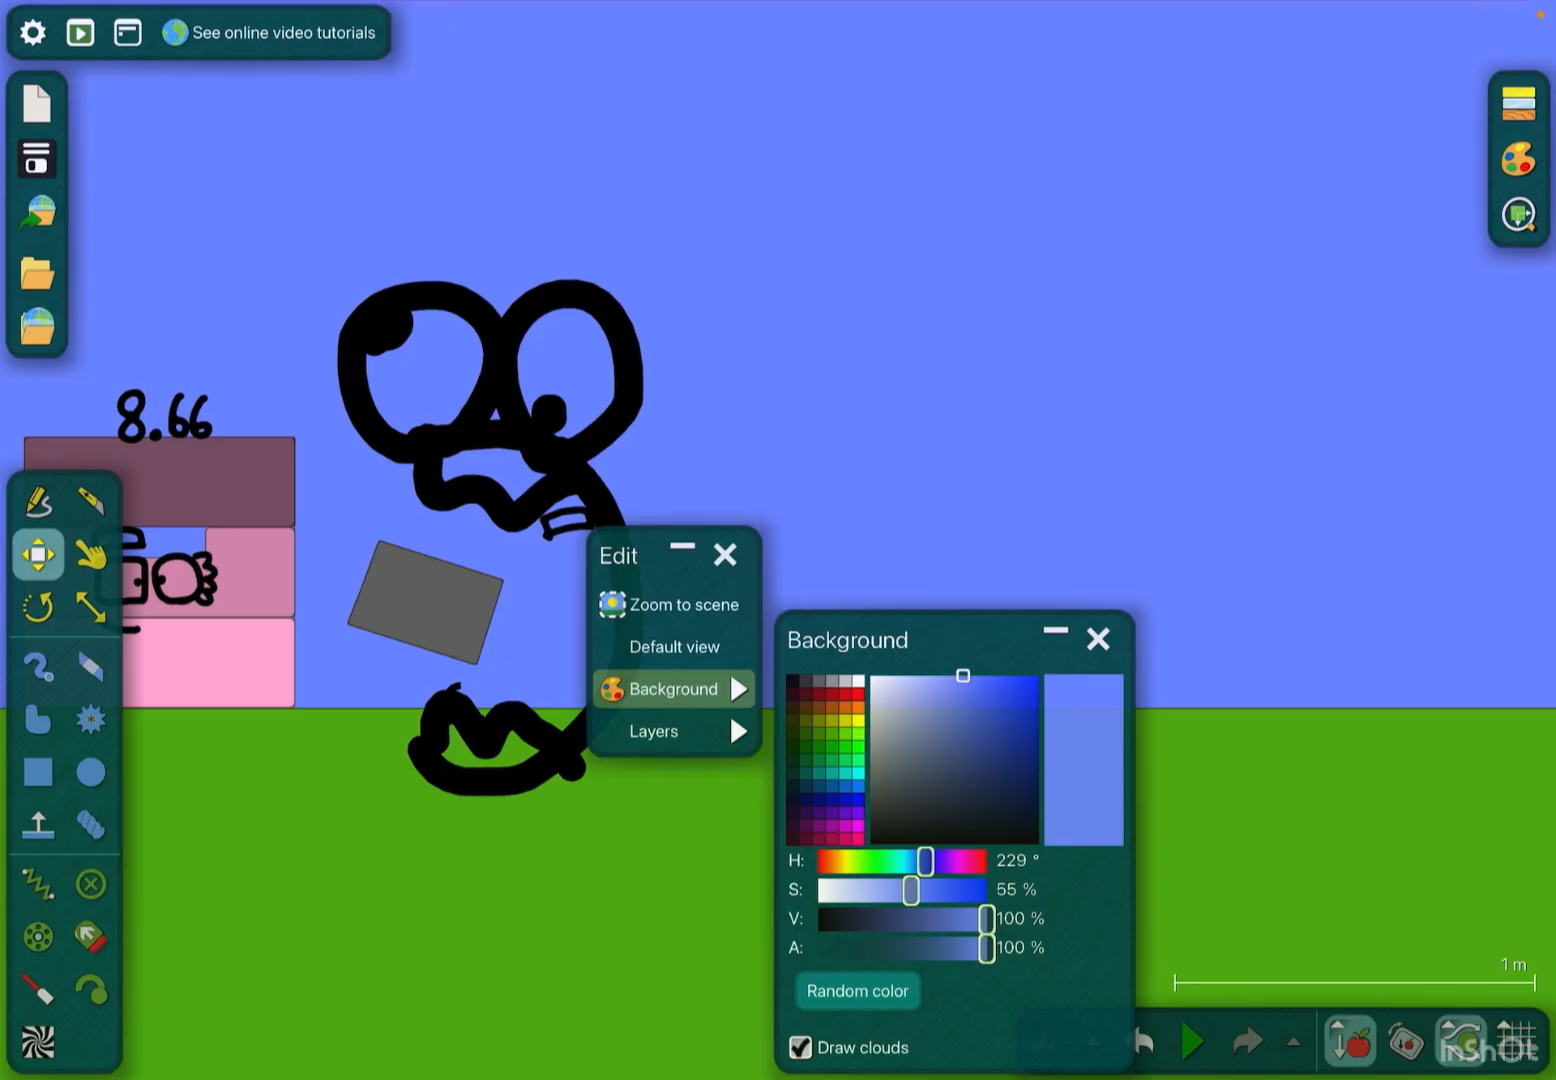 See online video tutorials
8.66
Edit
Zoom to scene
Default view
Background
Layers
Background
H: 229 °
S: 55 %
V: 100 %
A: 100 %
Random color
Draw clouds
1 m
InShOt